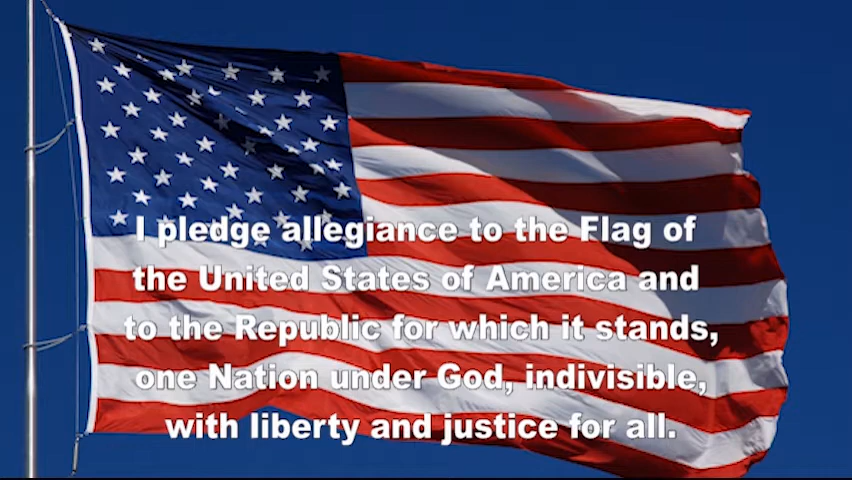 I pledge allegiance to the Flag of
the United States of America and
to the Republic for which it stands,
one Nation under God, indivisible,
with liberty and justice for all.